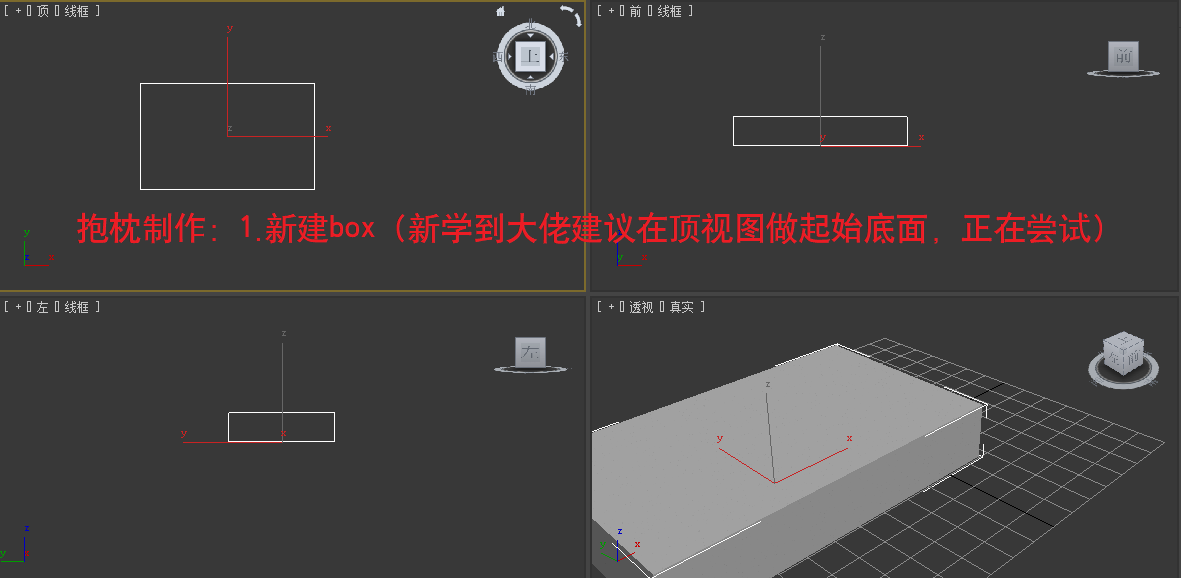 [ + ▯ 顶 ▯ 线框 ]
y
z
x
北
西
上
东
南
y
z
x
[ + ▯ 前 ▯ 线框 ]
z
y
x
前
y
抱枕制作：1.新建box（新学到大佬建议在顶视图做起始底面，正在尝试）
[ + ▯ 左 ▯ 线框 ]
z
y
x
左
z
y
[ + ▯ 透视 ▯ 真实 ]
z
y
x
上
左
前
z
x